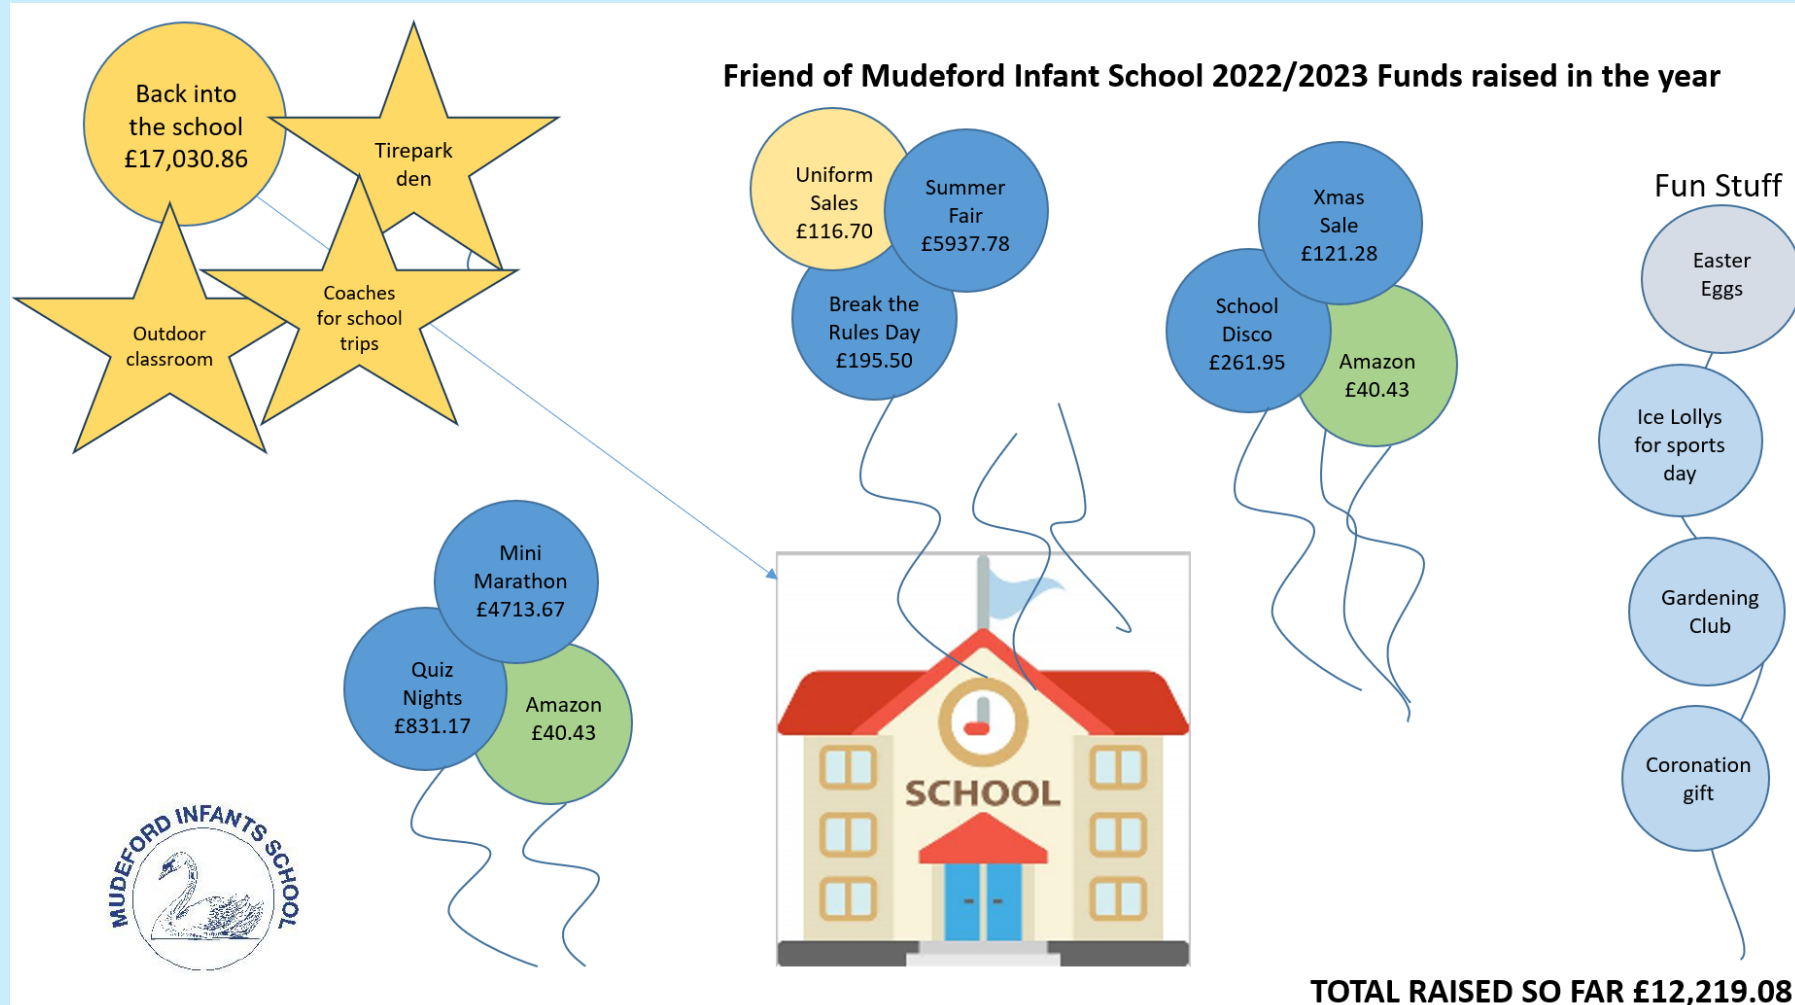 Friend of Mudeford Infant School 2022/2023 Funds raised in the year
Back into
the school
£17,030.86
Tirepark
den
Outdoor
classroom
Coaches
for school
trips
Uniform
Sales
£116.70
Summer
Fair
£5937.78
Break the
Rules Day
£195.50
Xmas
Sale
£121.28
School
Disco
£261.95
Amazon
£40.43
Fun Stuff
Easter
Eggs
Ice Lollys
for sports
day
Gardening
Club
Coronation
gift
Mini
Marathon
£4713.67
Quiz
Nights
£831.17
Amazon
£40.43
SCHOOL
MUDEFORD INFANTS SCHOOL
TOTAL RAISED SO FAR £12,219.08